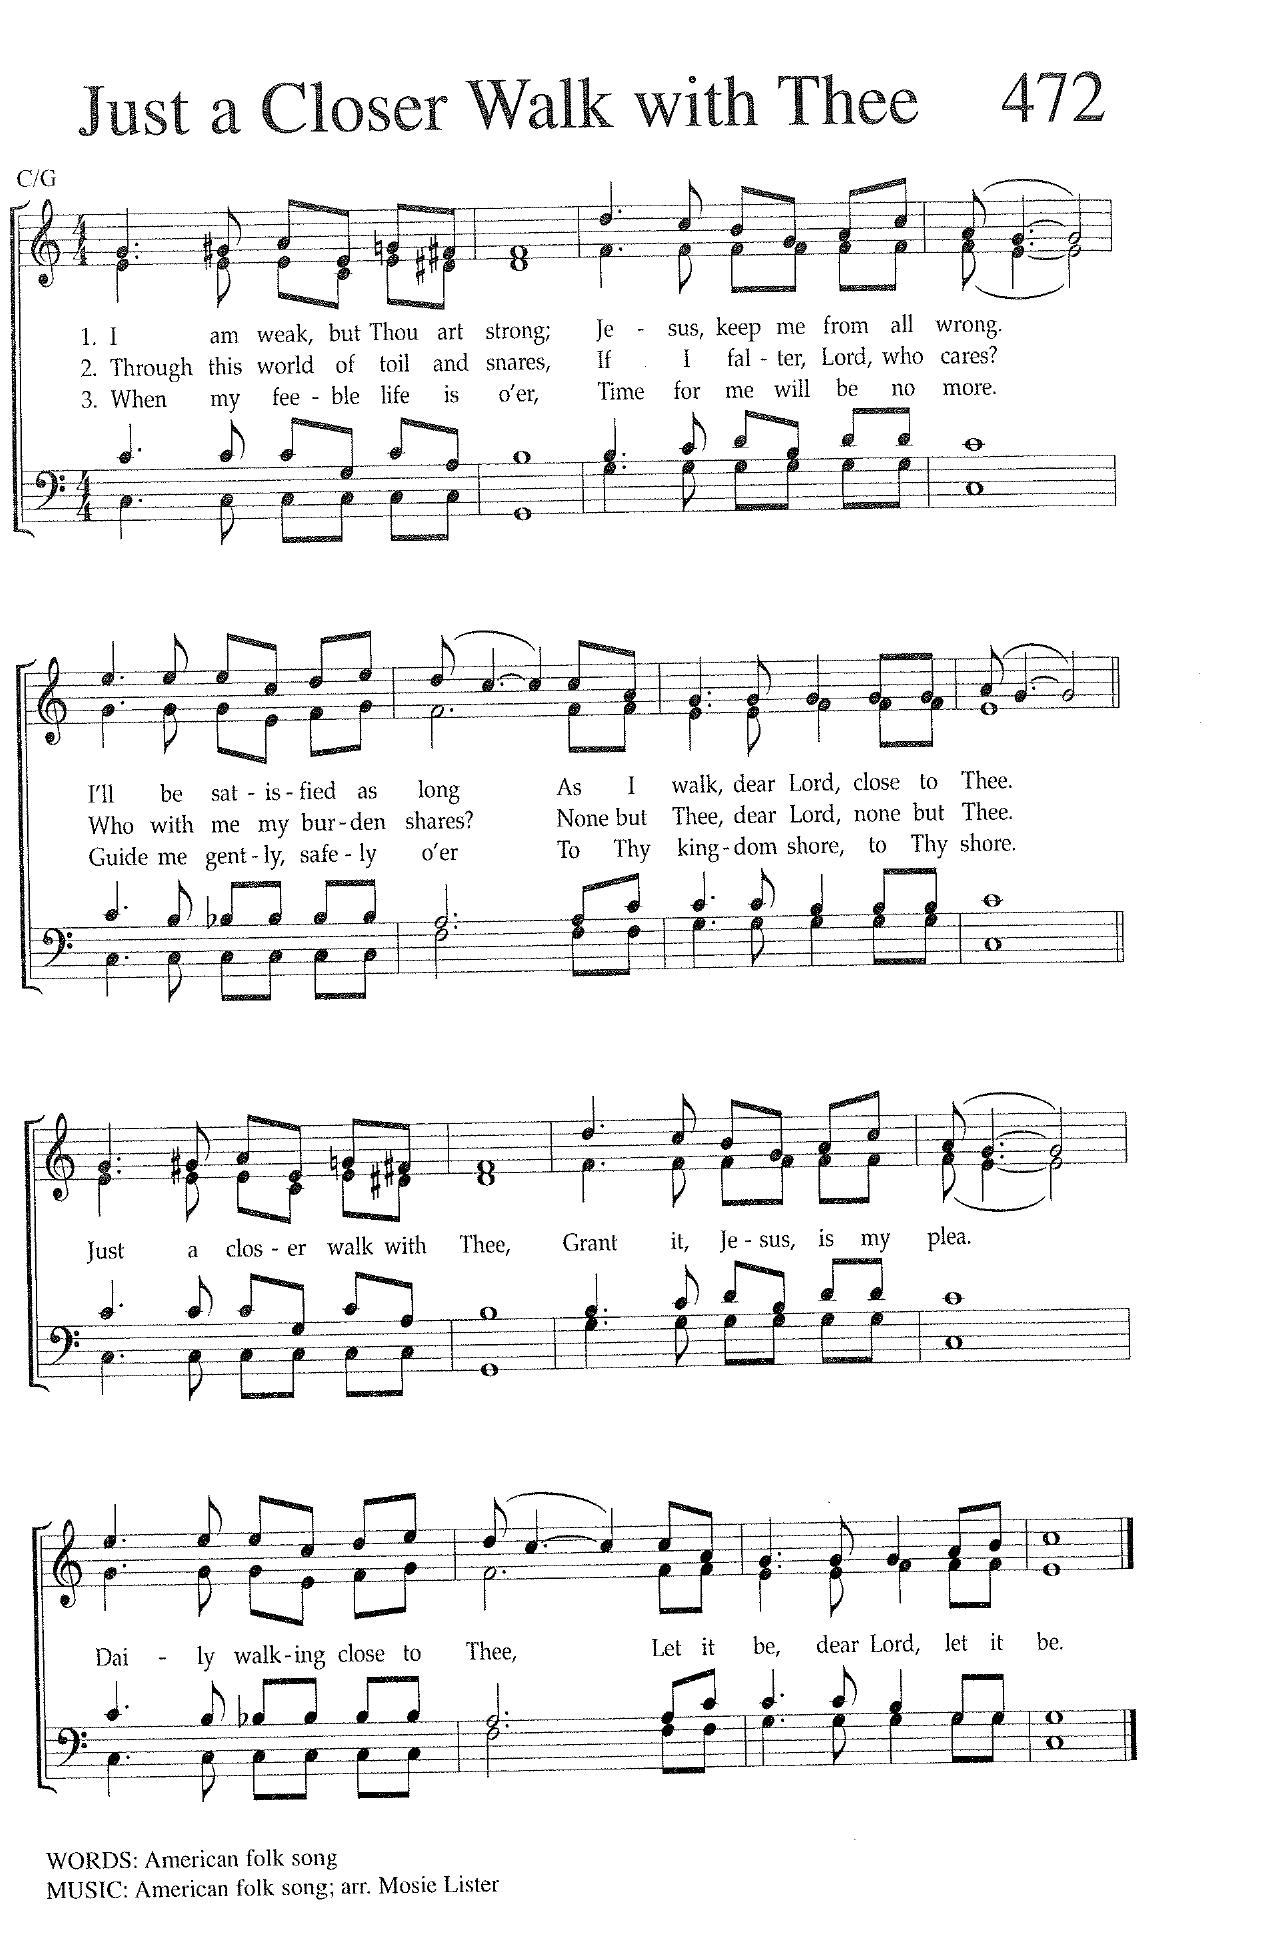 Just a Closer Walk with Thee 472
C/G
1. I am weak, but Thou art strong; Je - sus, keep me from all wrong.
2. Through this world of toil and snares, If I fal - ter, Lord, who cares?
3. When my fee - ble life is o'er, Time for me will be no more.
I'll be sat - is - fied as long As I walk, dear Lord, close to Thee.
Who with me my bur - den shares? None but Thee, dear Lord, none but Thee.
Guide me gent - ly, safe - ly o'er To Thy king - dom shore, to Thy shore.
Just a clos - er walk with Thee, Grant it, Je - sus, is my plea.
Dai - ly walk - ing close to Thee, Let it be, dear Lord, let it be.
WORDS: American folk song
MUSIC: American folk song; arr. Mosie Lister